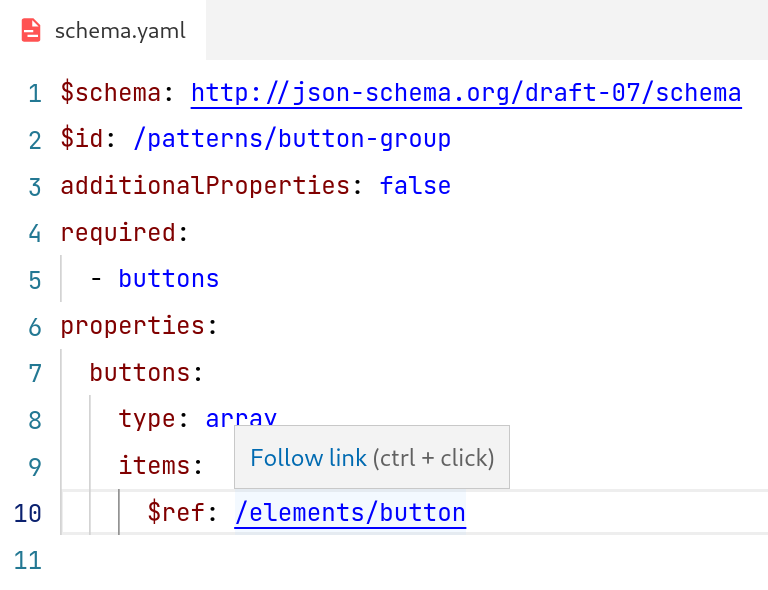 schema.yaml
1 $schema: http://json-schema.org/draft-07/schema
2 $id: /patterns/button-group
3 additionalProperties: false
4 required:
5   - buttons
6 properties:
7   buttons:
8     type: array
Follow link (ctrl + click)
9     items:
10       $ref: /elements/button
11